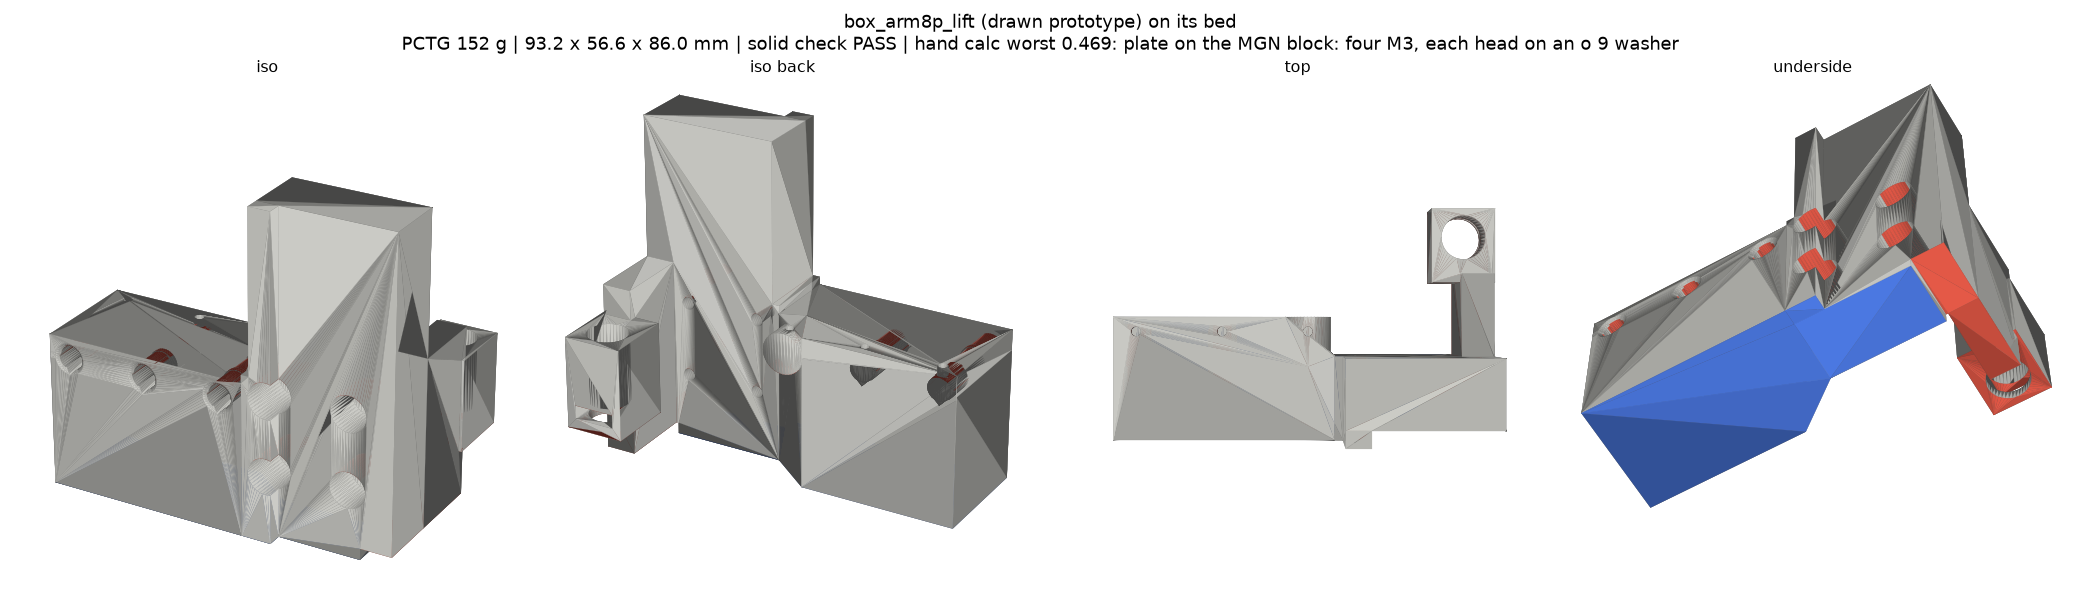 box_arm8p_lift (drawn prototype) on its bed
PCTG 152 g | 93.2 x 56.6 x 86.0 mm | solid check PASS | hand calc worst 0.469: plate on the MGN block: four M3, each head on an o 9 washer
iso
iso back
top
underside